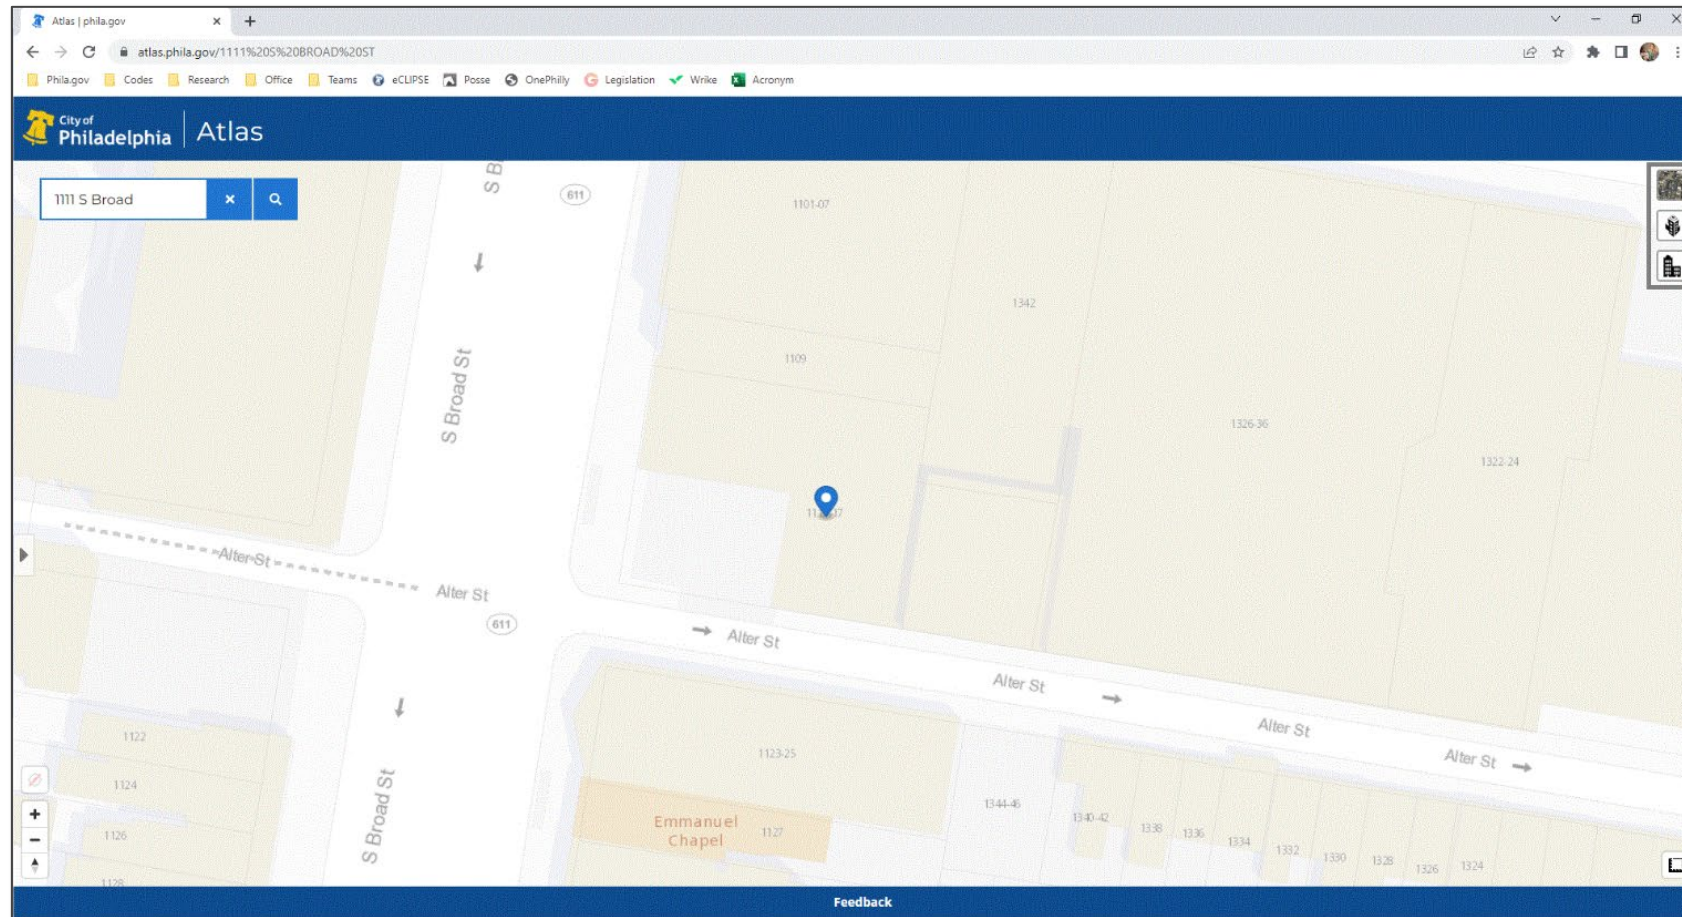 Atlas | phila.gov
atlas.phila.gov/1111%20S%20BROAD%20ST
Phila.gov Codes Research Office Teams eCLIPSE Posse OnePhilly Legislation Wrike Acronym
City of
Philadelphia Atlas
1111 S Broad
S B
611
1101-07
1342
S Broad St
1109
1326-36
1322-24
Alter St
Alter St
611
Alter St
Alter St
Alter St
Alter St
1122
1123-25
1124
S Broad St
1344-46
1340-42
Emmanuel
Chapel
1127
1126
1338
1336
1334
1332
1330
1328
1326
1324
1128
Feedback